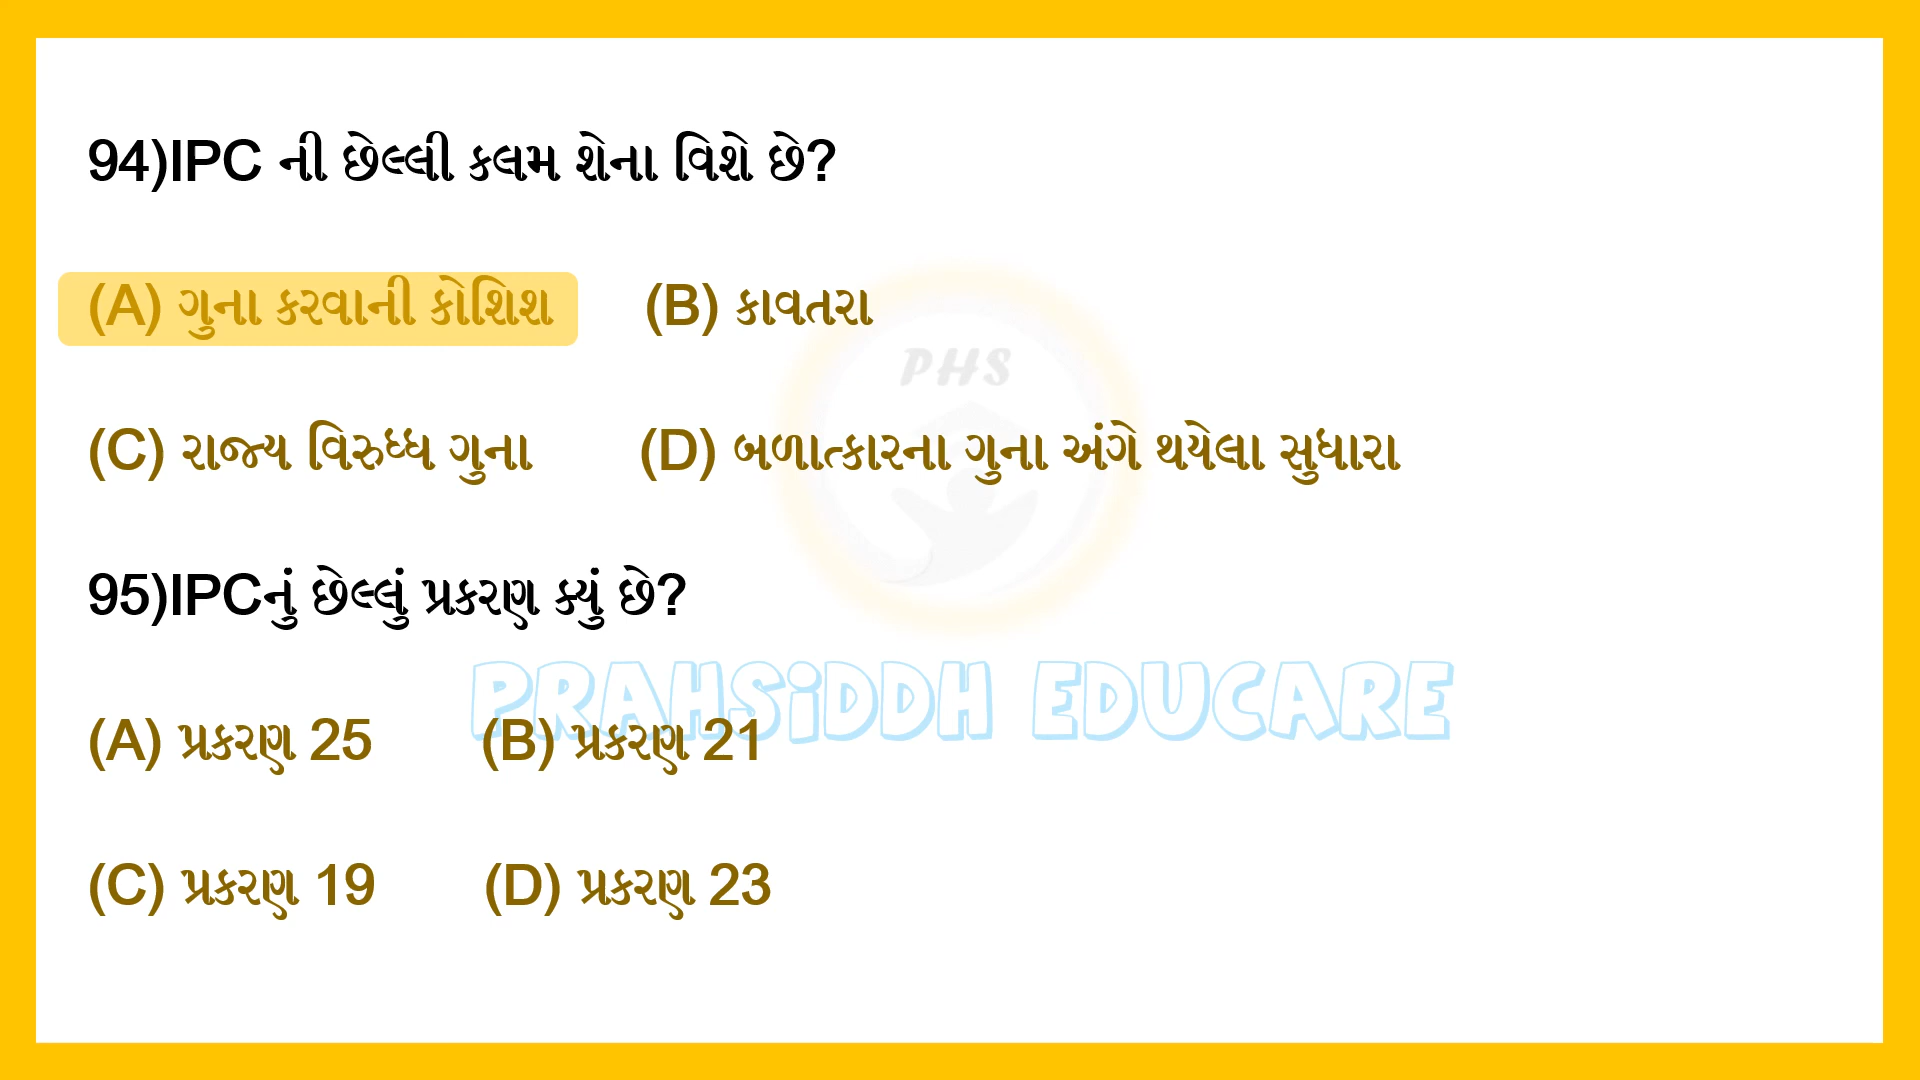 94)IPC ની છેલ્લી કલમ શેના વિશે છે?
(A) ગુના કરવાની કોશિશ (B) કાવતરા
PHS
(C) રાજ્ય વિરુધ્ધ ગુના (D) બળાત્કારના ગુના અંગે થયેલા સુધારા
95)IPCનું છેલ્લું પ્રકરણ ક્યું છે?
PRAHSiDDH EDUCARE
(A) પ્રકરણ 25 (B) પ્રકરણ 21
(C) પ્રકરણ 19 (D) પ્રકરણ 23